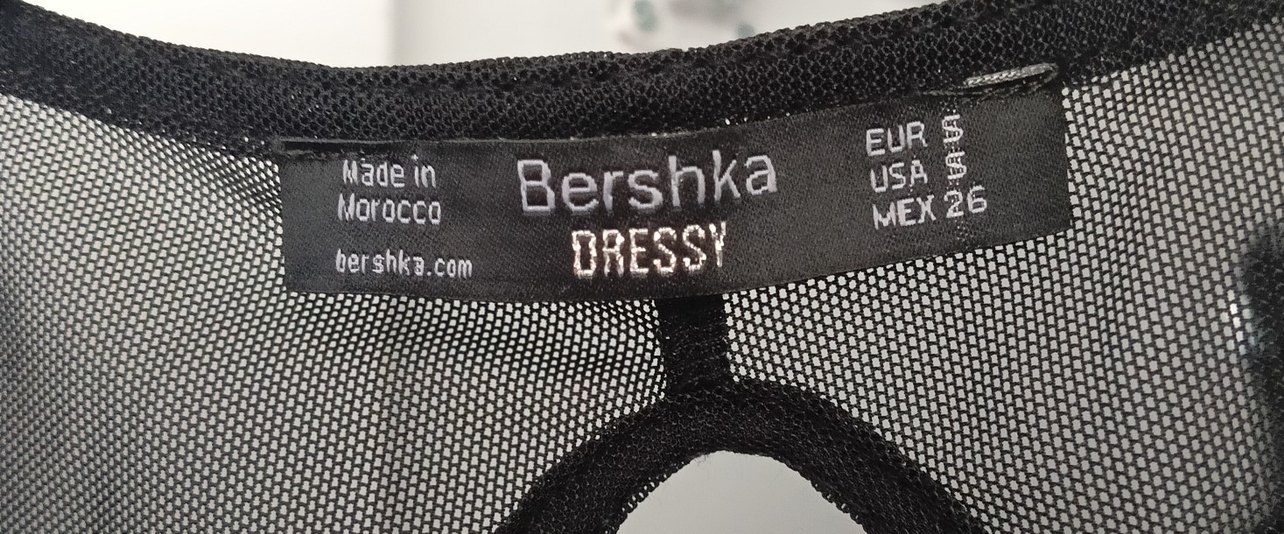 Made in
Morocco
bershka.com
Bershka
DRESSY
EUR
USA
MEX 26